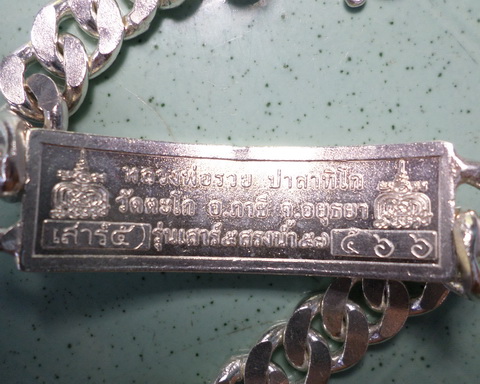 หลวงพ่อรวย ปาสาทิโก
วัดตะโก อ.ภาชี จ.อยุธยา
เสาร์๕ รุ่นเสาร์๕สรงน้ำ๕๖ ๕๖๖